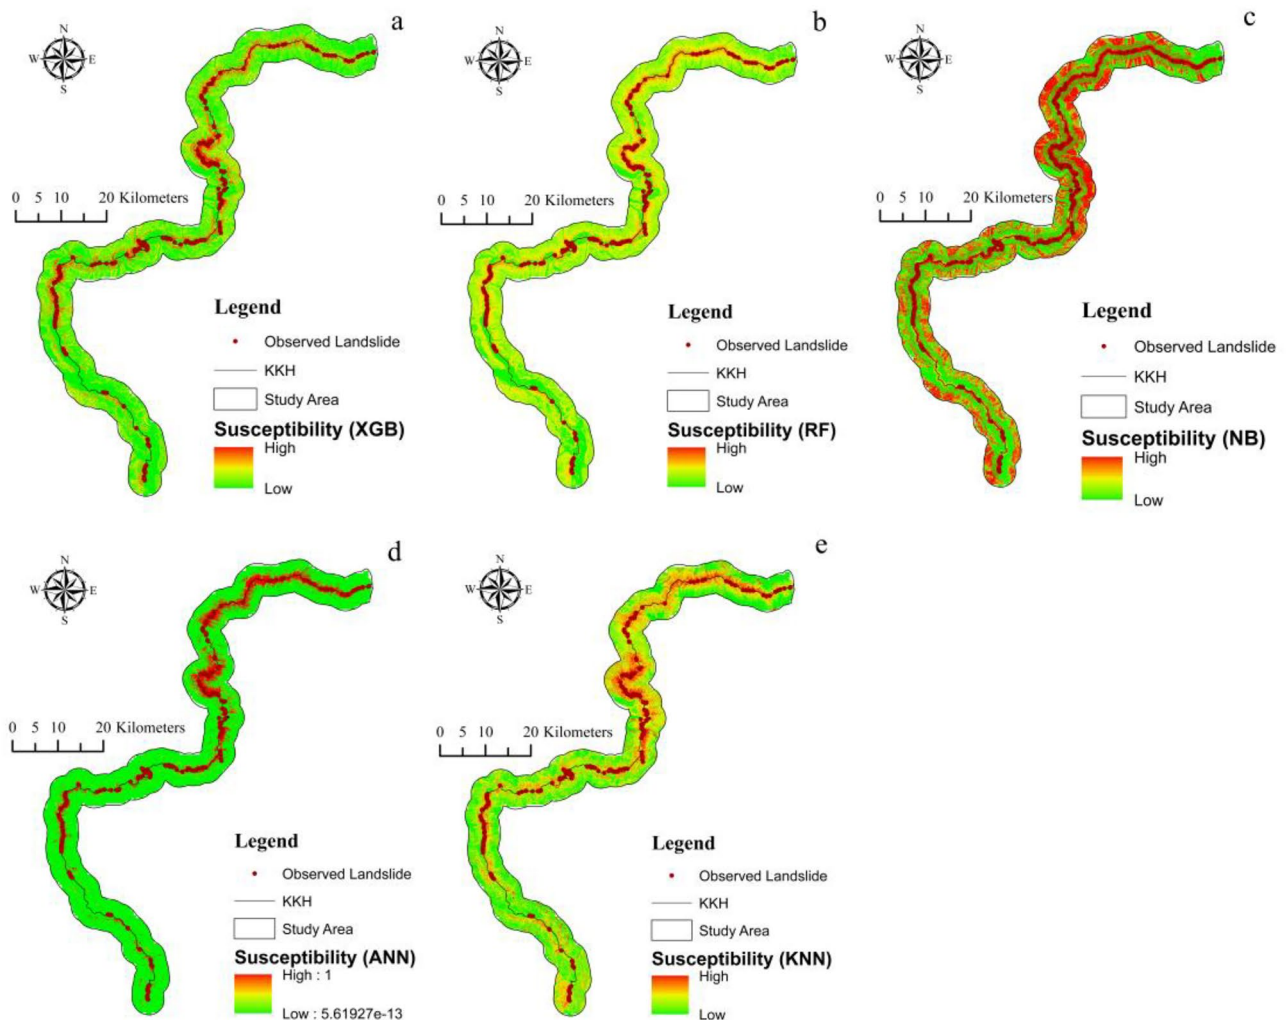 a
N
W E
S
0 5 10 20 Kilometers
Legend
Observed Landslide
KKH
Study Area
Susceptibility (XGB)
High
Low
b
N
W E
S
0 5 10 20 Kilometers
Legend
Observed Landslide
KKH
Study Area
Susceptibility (RF)
High
Low
c
N
W E
S
0 5 10 20 Kilometers
Legend
Observed Landslide
KKH
Study Area
Susceptibility (NB)
High
Low
d
N
W E
S
0 5 10 20 Kilometers
Legend
Observed Landslide
KKH
Study Area
Susceptibility (ANN)
High : 1
Low : 5.61927e-13
e
N
W E
S
0 5 10 20 Kilometers
Legend
Observed Landslide
KKH
Study Area
Susceptibility (KNN)
High
Low